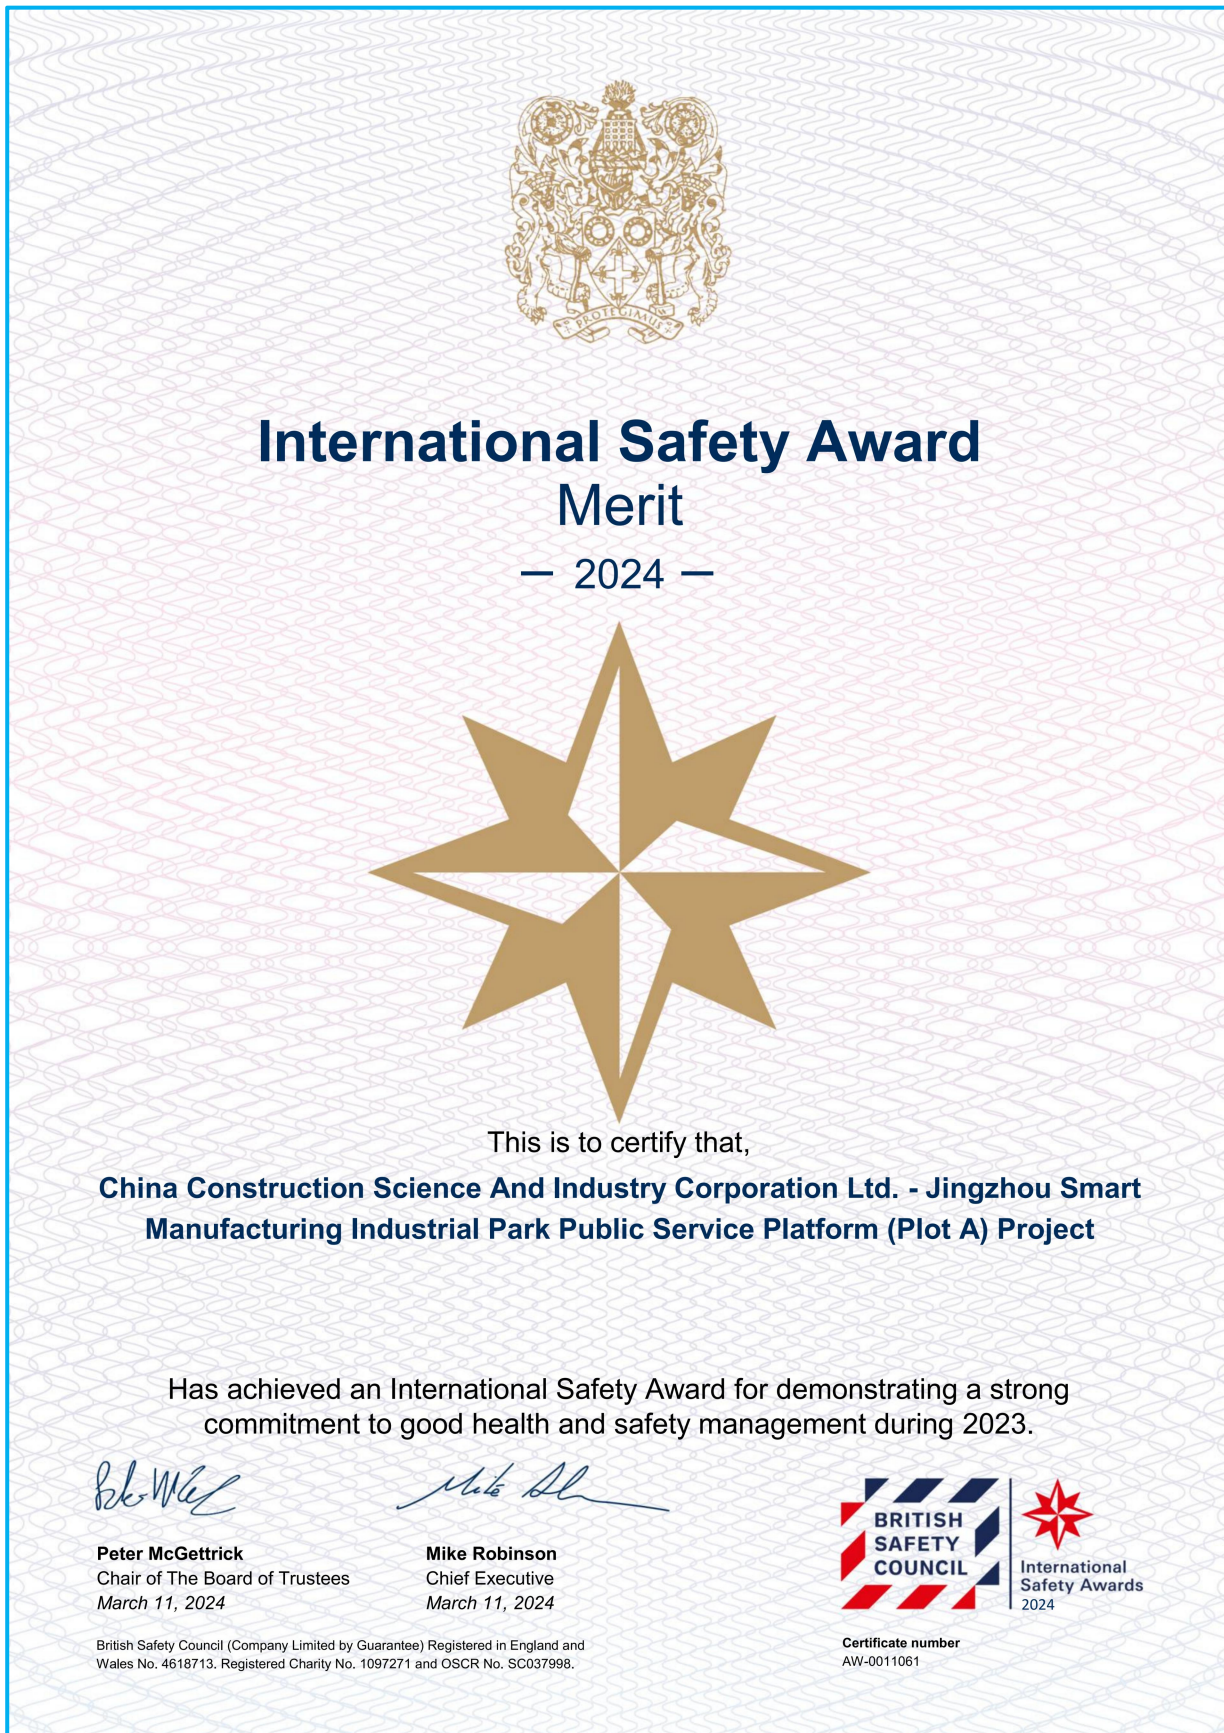 PROTEGIMUS
International Safety Award
Merit
— 2024 —
This is to certify that,
China Construction Science And Industry Corporation Ltd. - Jingzhou Smart
Manufacturing Industrial Park Public Service Platform (Plot A) Project
Has achieved an International Safety Award for demonstrating a strong
commitment to good health and safety management during 2023.
Peter McGettrick
Chair of The Board of Trustees
March 11, 2024
Mike Robinson
Chief Executive
March 11, 2024
British Safety Council (Company Limited by Guarantee) Registered in England and
Wales No. 4618713. Registered Charity No. 1097271 and OSCR No. SC037998.
BRITISH
SAFETY
COUNCIL
International
Safety Awards
2024
Certificate number
AW-0011061